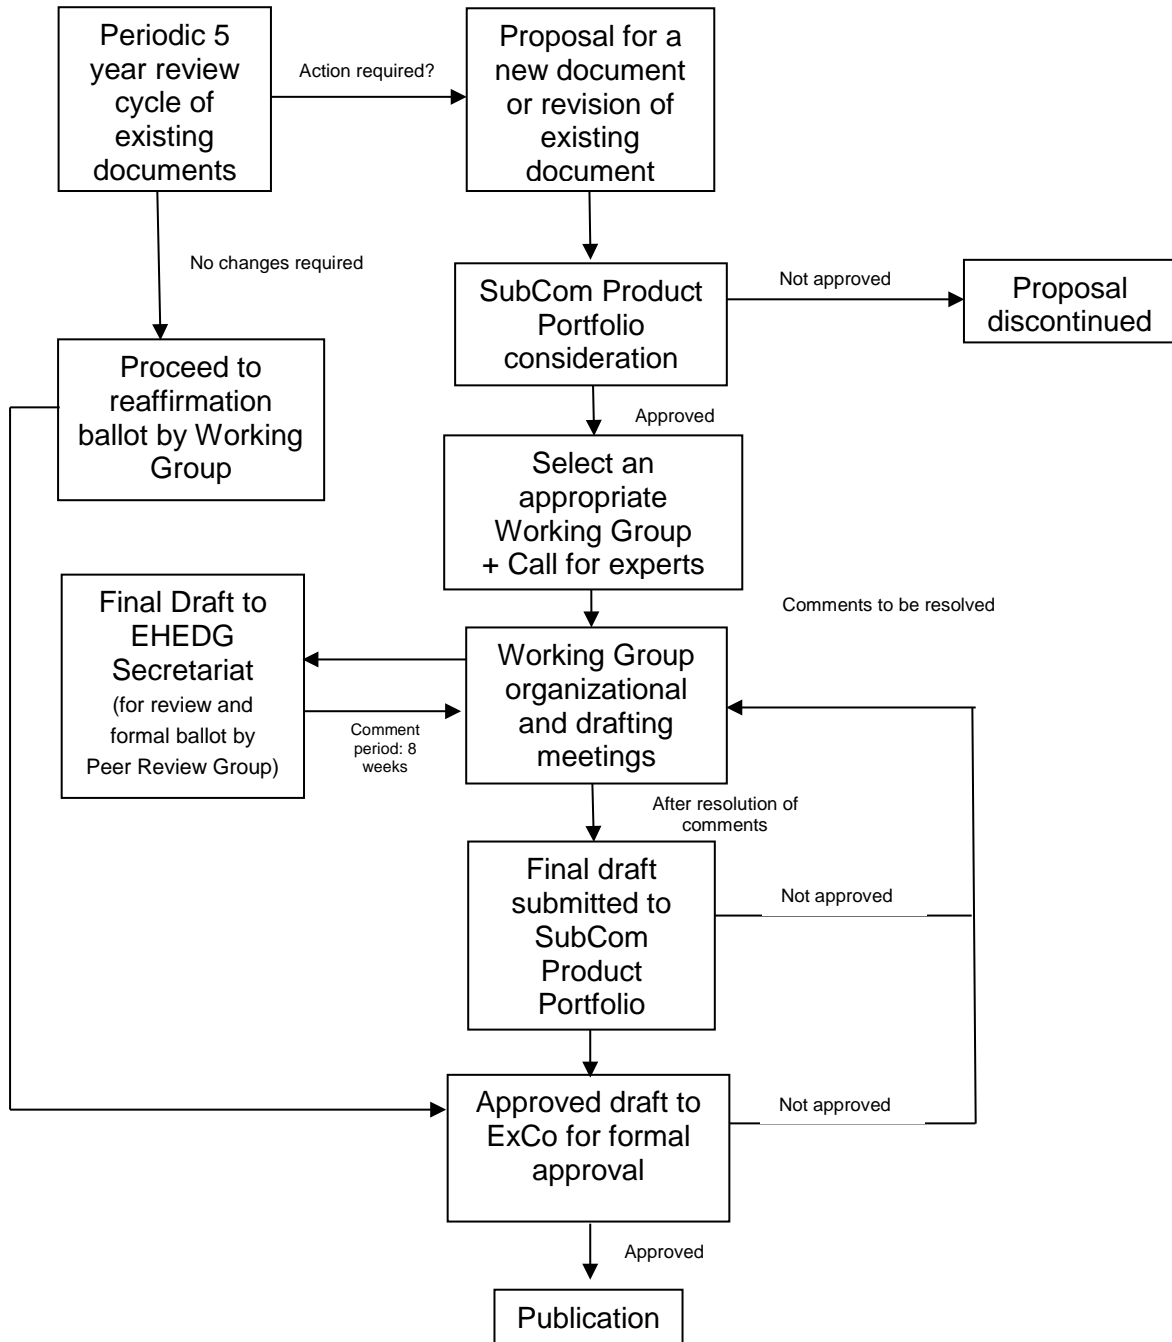 Periodic 5
year review
cycle of
existing
documents
Action required?
Proposal for a
new document
or revision of
existing
document
No changes required
SubCom Product
Portfolio
consideration
Not approved
Proposal
discontinued
Proceed to
reaffirmation
ballot by Working
Group
Approved
Select an
appropriate
Working Group
+ Call for experts
Final Draft to
EHEDG
Secretariat
(for review and
formal ballot by
Peer Review Group)
Comments to be resolved
Working Group
organizational
and drafting
meetings
Comment
period: 8
weeks
After resolution of
comments
Final draft
submitted to
SubCom
Product
Portfolio
Not approved
Approved draft to
ExCo for formal
approval
Not approved
Approved
Publication